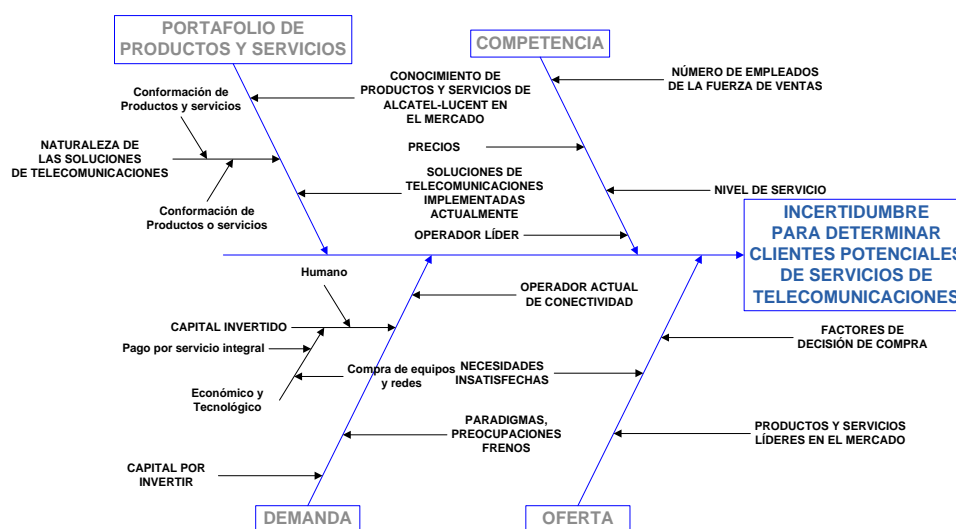 PORTAFOLIO DE
PRODUCTOS Y SERVICIOS
COMPETENCIA
CONOCIMIENTO DE
PRODUCTOS Y SERVICIOS DE
ALCATEL-LUCENT EN
EL MERCADO
NÚMERO DE EMPLEADOS
DE LA FUERZA DE VENTAS
Conformación de
Productos y servicios
NATURALEZA DE
LAS SOLUCIONES
DE TELECOMUNICACIONES
PRECIOS
SOLUCIONES DE
TELECOMUNICACIONES
IMPLEMENTADAS
ACTUALMENTE
NIVEL DE SERVICIO
Conformación de
Productos o servicios
OPERADOR LÍDER
INCERTIDUMBRE
PARA DETERMINAR
CLIENTES POTENCIALES
DE SERVICIOS DE
TELECOMUNICACIONES
Humano
OPERADOR ACTUAL
DE CONECTIVIDAD
CAPITAL INVERTIDO
Pago por servicio integral
FACTORES DE
DECISIÓN DE COMPRA
Compra de equipos
y redes
NECESIDADES
INSATISFECHAS
Económico y
Tecnológico
PARADIGMAS,
PREOCUPACIONES
FRENOS
PRODUCTOS Y SERVICIOS
LÍDERES EN EL MERCADO
CAPITAL POR
INVERTIR
DEMANDA
OFERTA